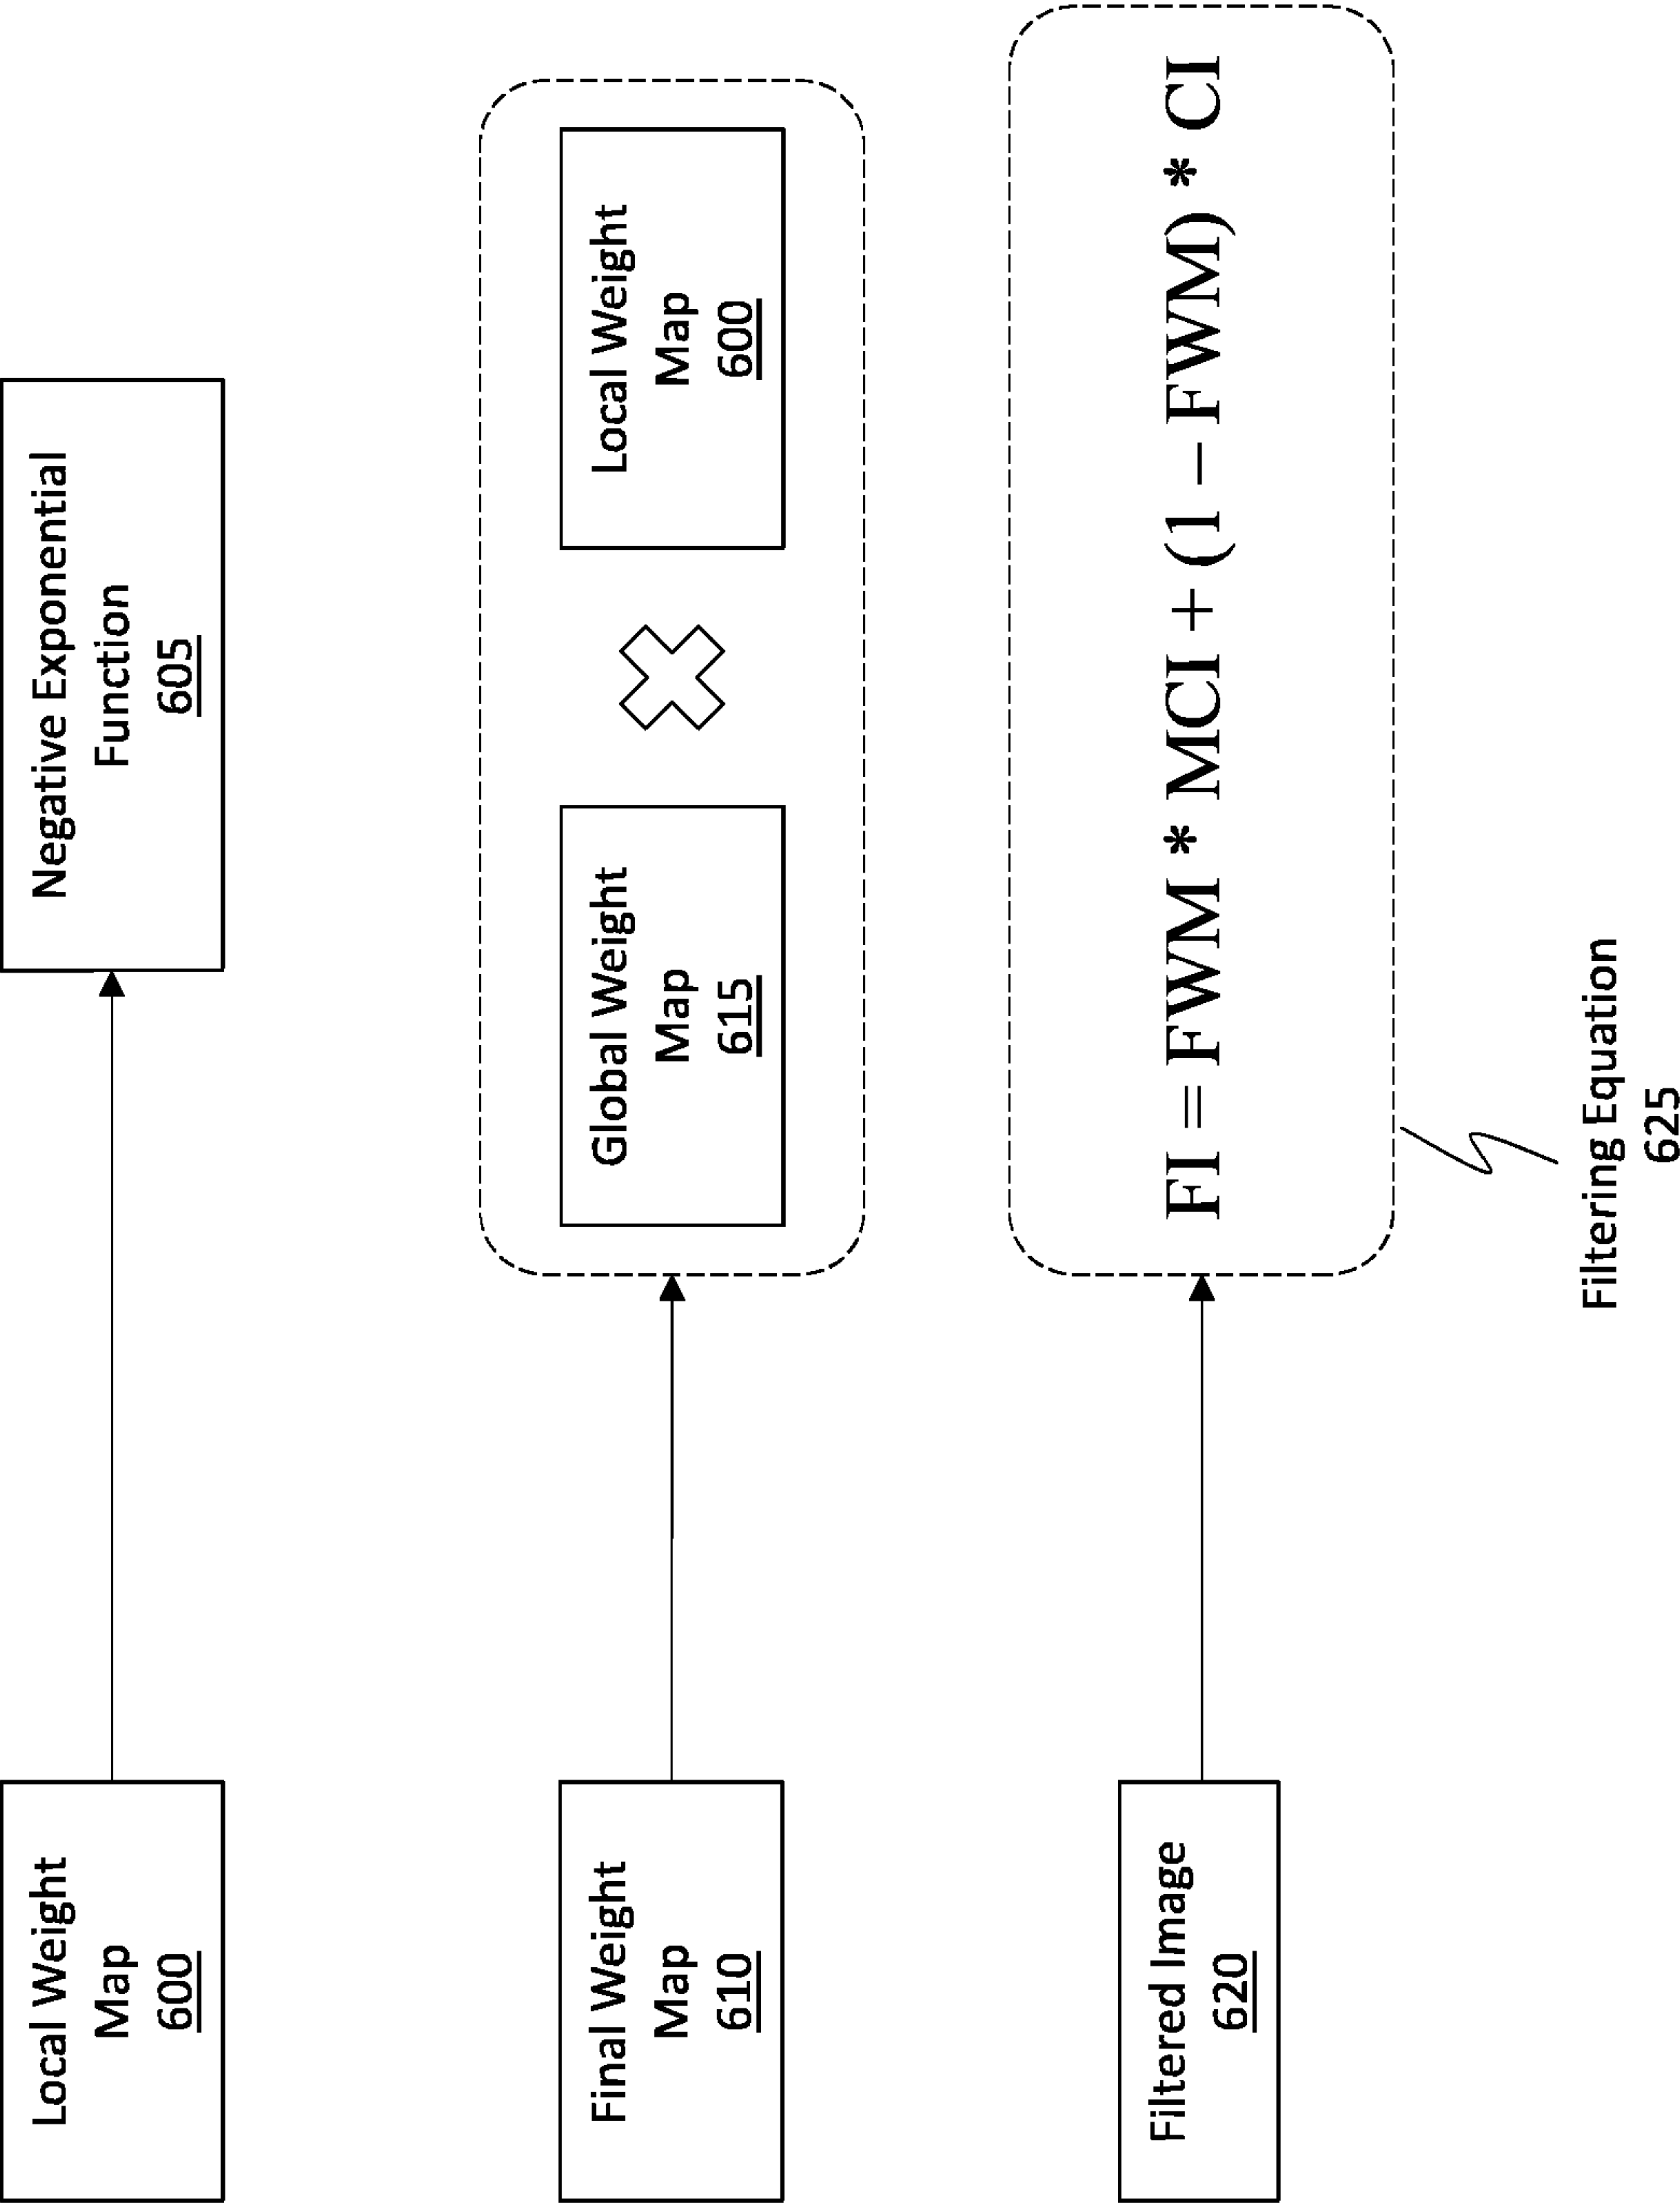 Local Weight
Map
600
Negative Exponential
Function
605
Final Weight
Map
610
Global Weight
Map
615
Local Weight
Map
600
Filtered Image
620
FI = FWM * MCI + (1 − FWM) * CI
Filtering Equation
625